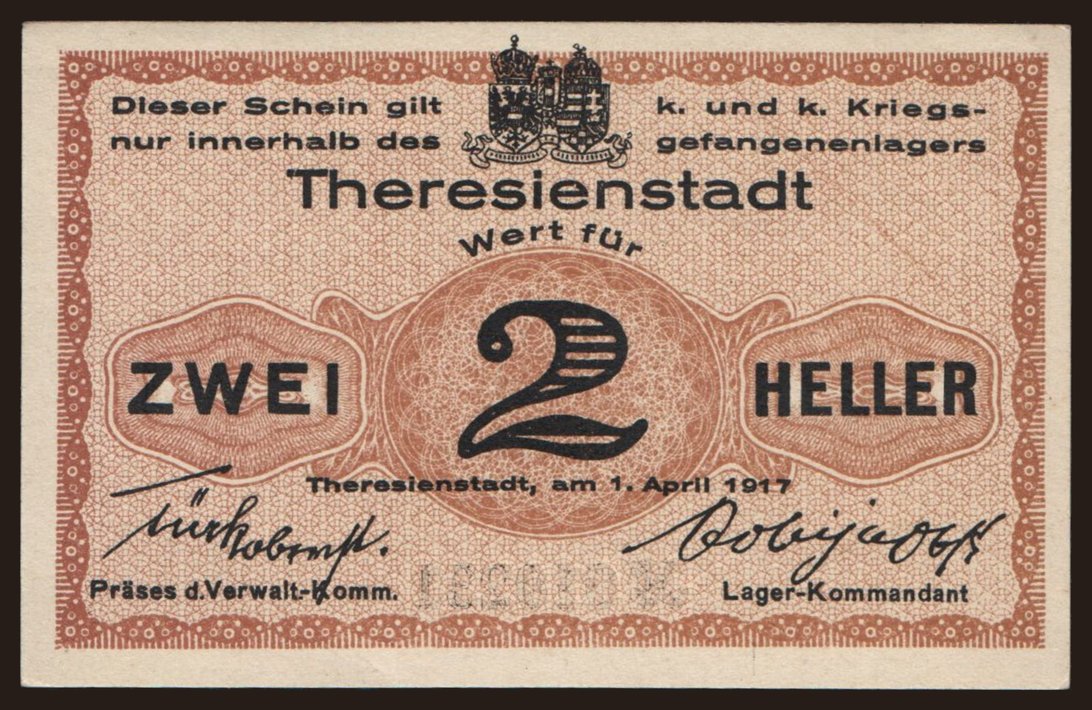 Dieser Schein gilt
nur innerhalb des
k. und k. Kriegs-
gefangenenlagers
Theresienstadt
Wert für
ZWEI 2 HELLER
Theresienstadt, am 1. April 1917
Präses d.Verwalt-Komm.
Lager-Kommandant